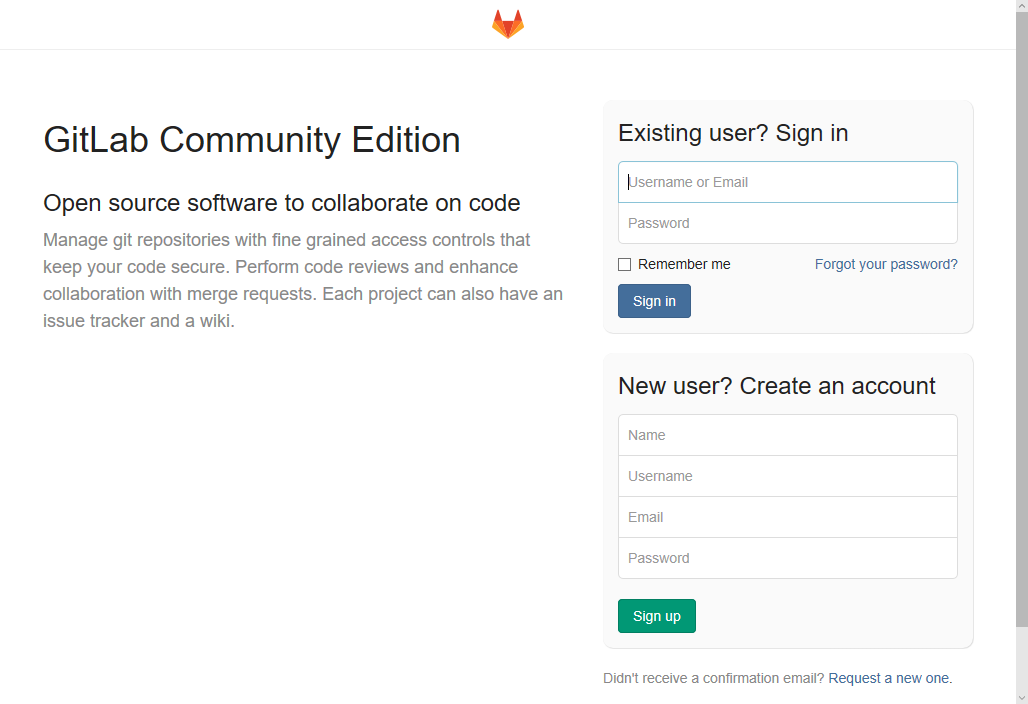 GitLab Community Edition
Open source software to collaborate on code
Manage git repositories with fine grained access controls that
keep your code secure. Perform code reviews and enhance
collaboration with merge requests. Each project can also have an
issue tracker and a wiki.
Existing user? Sign in
Username or Email
Password
Remember me
Forgot your password?
Sign in
New user? Create an account
Name
Username
Email
Password
Sign up
Didn't receive a confirmation email? Request a new one.